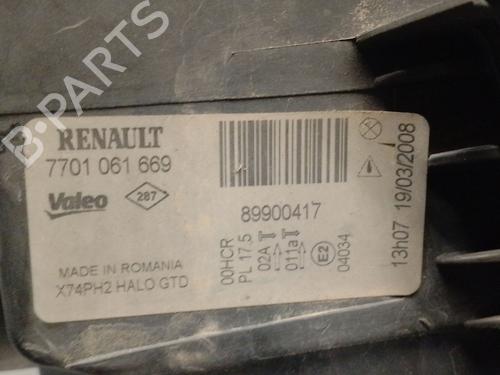 B-PARTS
RENAULT
7701 061 669
Valeo
287
MADE IN ROMANIA
X74PH2 HALO GTD
89900417
00HCR
PL 17.5
02A
011a
E2
04034
13h07 19/03/2008